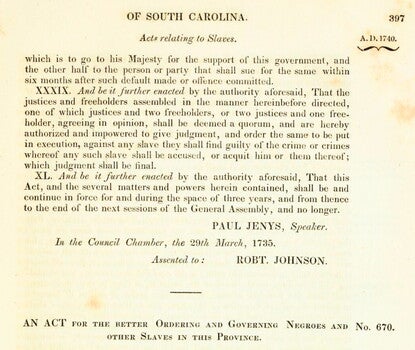 OF SOUTH CAROLINA. 397
Acts relating to Slaves. A. D. 1740.
which is to go to his Majesty for the support of this government, and
the other half to the person or party that shall sue for the same within
six months after such default made or offence committed.
XXXIX. And be it further enacted by the authority aforesaid, That the
justices and freeholders assembled in the manner hereinbefore directed,
one of which justices and two freeholders, or two justices and one free-
holder, agreeing in opinion, shall be deemed a quorum, and are hereby
authorized and impowered to give judgment, and order the same to be put
in execution, against any slave they shall find guilty of the crime or crimes
whereof any such slave shall be accused, or acquit him or them thereof;
which judgment shall be final.
XL. And be it further enacted by the authority aforesaid, That this
Act, and the several matters and powers herein contained, shall be and
continue in force for and during the space of three years, and from thence
to the end of the next sessions of the General Assembly, and no longer.
PAUL JENYS, Speaker.
In the Council Chamber, the 29th March, 1735.
Assented to: ROBT. JOHNSON.
AN ACT FOR THE BETTER ORDERING AND GOVERNING NEGROES AND No. 670.
OTHER SLAVES IN THIS PROVINCE.